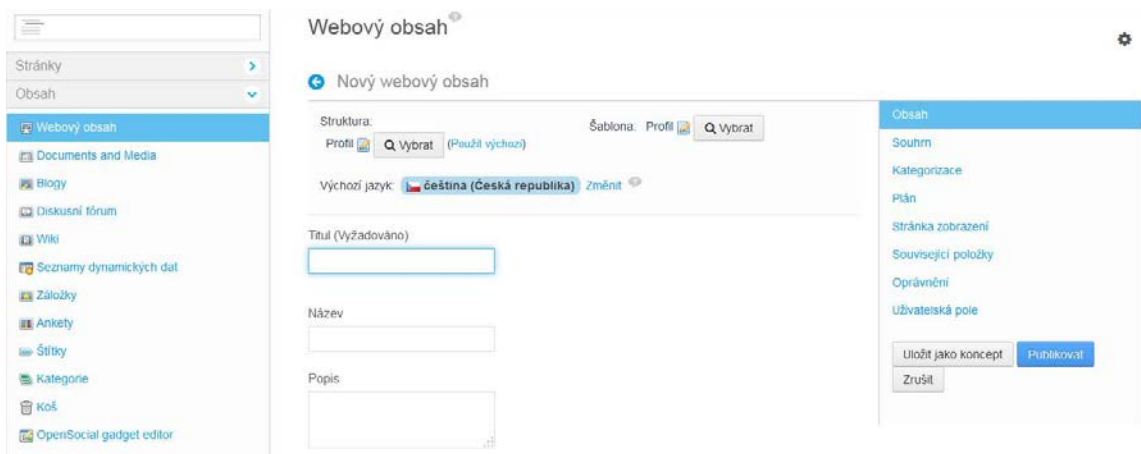 Webový obsah
Stránky
Obsah
Nový webový obsah
Webový obsah
Documents and Media
Blogy
Diskusní fórum
Wiki
Seznamy dynamických dat
Záložky
Ankety
Štítky
Kategorie
Koš
OpenSocial gadget editor
Struktura:
Profil Vybrat (Použít výchozí)
Šablona: Profil Vybrat
Výchozí jazyk: čeština (Česká republika) Změnit
Titul (Vyžadováno)
Název
Popis
Obsah
Souhrn
Kategorizace
Plán
Stránka zobrazení
Související položky
Oprávnění
Uživatelská pole
Uložit jako koncept Publikovat
Zrušit